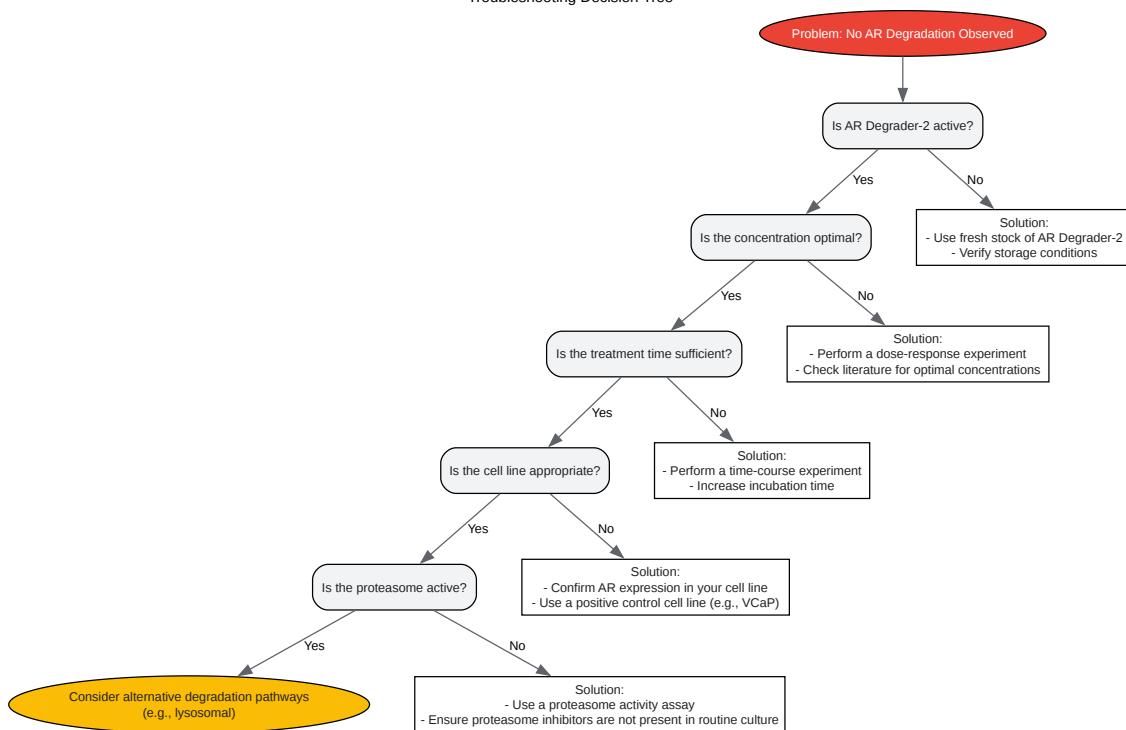 Troubleshooting Decision Tree
Problem: No AR Degradation Observed
Is AR Degrader-2 active?
Yes
No
Is the concentration optimal?
Solution:
- Use fresh stock of AR Degrader-2
- Verify storage conditions
Yes
No
Is the treatment time sufficient?
Solution:
- Perform a dose-response experiment
- Check literature for optimal concentrations
Yes
No
Is the cell line appropriate?
Solution:
- Perform a time-course experiment
- Increase incubation time
Yes
No
Is the proteasome active?
Solution:
- Confirm AR expression in your cell line
- Use a positive control cell line (e.g., VCaP)
Yes
No
Consider alternative degradation pathways
(e.g., lysosomal)
Solution:
- Use a proteasome activity assay
- Ensure proteasome inhibitors are not present in routine culture